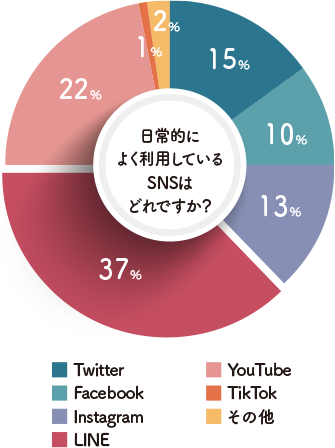 2%
1%
15%
22%
10%
13%
37%
日常的に
よく利用している
SNSは
どれですか？
Twitter
Facebook
Instagram
LINE
YouTube
TikTok
その他